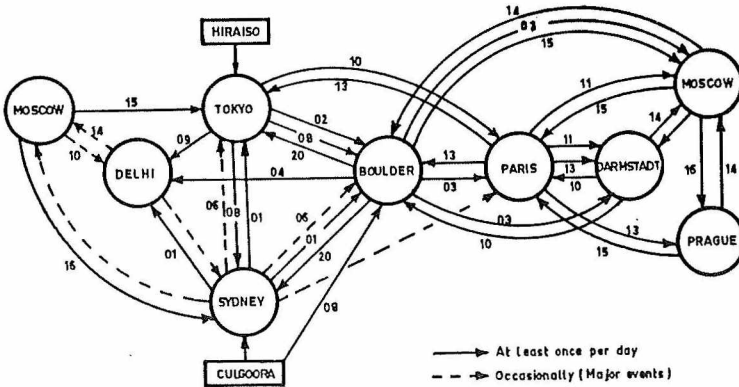 HIRAISO
MOSCOW
TOKYO
DELHI
SYDNEY
CULGOORA
BOULDER
PARIS
DARMSTADT
MOSCOW
PRAGUE
15
14
10
09
16
10
13
02
08
20
04
06
08
01
01
06
01
20
08
14
03
15
13
03
11
15
11
13
10
14
03
10
13
15
16
14
At least once per day
Occasionally (Major events)